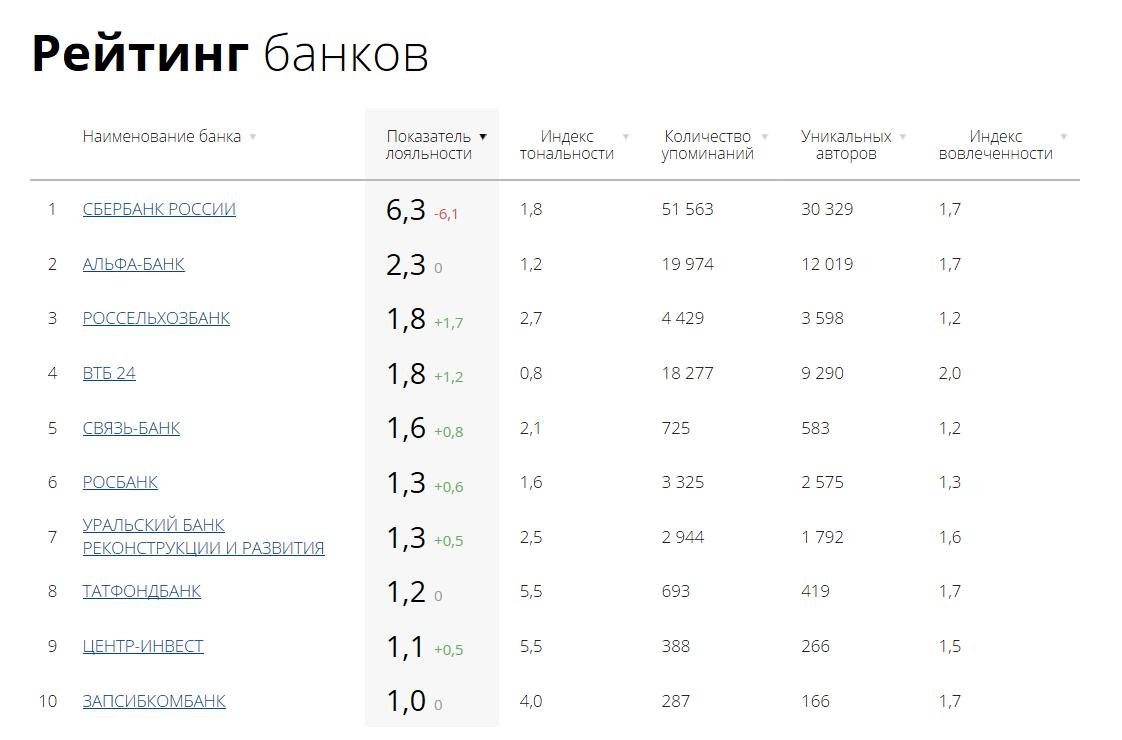 Рейтинг банков
Наименование банка Показатель лояльности Индекс тональности Количество упоминаний Уникальных авторов Индекс вовлеченности
1 СБЕРБАНК РОССИИ 6,3 -6,1 1,8 51 563 30 329 1,7
2 АЛЬФА-БАНК 2,3 0 1,2 19 974 12 019 1,7
3 РОССЕЛЬХОЗБАНК 1,8 +1,7 2,7 4 429 3 598 1,2
4 ВТБ 24 1,8 +1,2 0,8 18 277 9 290 2,0
5 СВЯЗЬ-БАНК 1,6 +0,8 2,1 725 583 1,2
6 РОСБАНК 1,3 +0,6 1,6 3 325 2 575 1,3
7 УРАЛЬСКИЙ БАНК РЕКОНСТРУКЦИИ И РАЗВИТИЯ 1,3 +0,5 2,5 2 944 1 792 1,6
8 ТАТФОНДБАНК 1,2 0 5,5 693 419 1,7
9 ЦЕНТР-ИНВЕСТ 1,1 +0,5 5,5 388 266 1,5
10 ЗАПСИБКОМБАНК 1,0 0 4,0 287 166 1,7